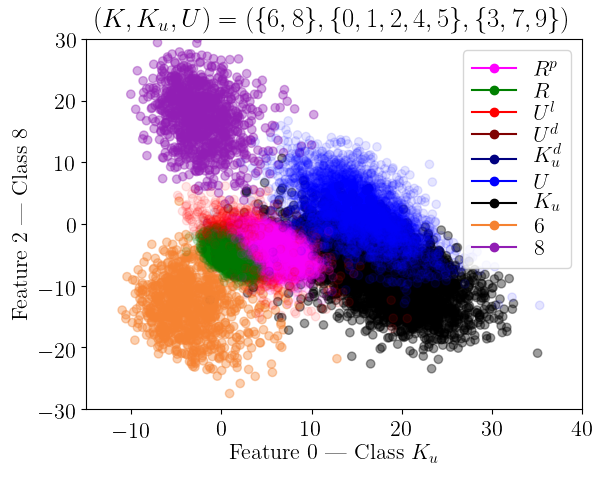 (K, K_u, U) = ({6, 8}, {0, 1, 2, 4, 5}, {3, 7, 9})
R^p
R
U^l
U^d
K_u^d
U
K_u
6
8
30
20
10
0
−10
−20
−30
Feature 2 — Class 8
−10 0 10 20 30 40
Feature 0 — Class K_u